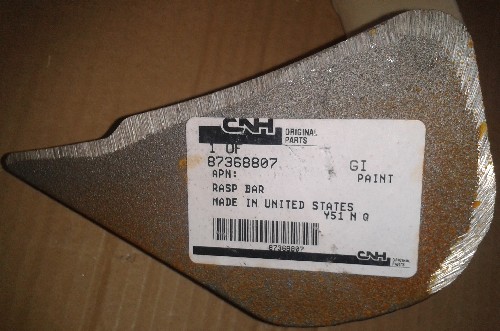 CNH ORIGINAL
PARTS
1 OF
87368807 GI
APN: PAINT
RASP BAR
MADE IN UNITED STATES
Y51 N Q
87368807
CNH ORIGINAL
PARTS